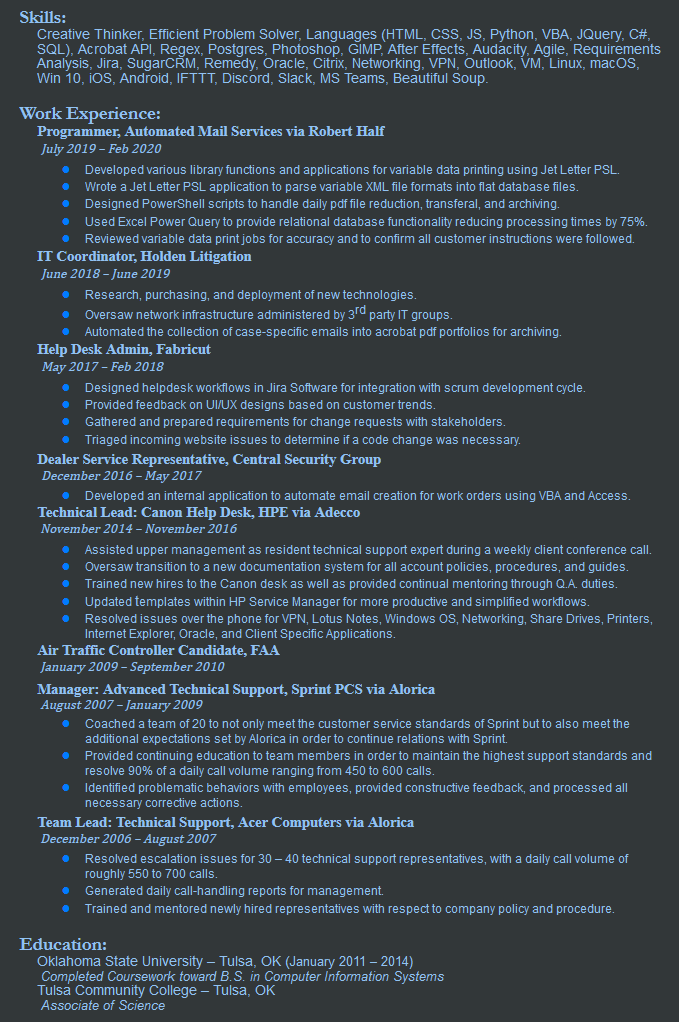 Skills:
Creative Thinker, Efficient Problem Solver, Languages (HTML, CSS, JS, Python, VBA, JQuery, C#,
SQL), Acrobat API, Regex, Postgres, Photoshop, GIMP, After Effects, Audacity, Agile, Requirements
Analysis, Jira, SugarCRM, Remedy, Oracle, Citrix, Networking, VPN, Outlook, VM, Linux, macOS,
Win 10, iOS, Android, IFTTT, Discord, Slack, MS Teams, Beautiful Soup.
Work Experience:
Programmer, Automated Mail Services via Robert Half
July 2019 – Feb 2020
● Developed various library functions and applications for variable data printing using Jet Letter PSL.
● Wrote a Jet Letter PSL application to parse variable XML file formats into flat database files.
● Designed PowerShell scripts to handle daily pdf file reduction, transferal, and archiving.
● Used Excel Power Query to provide relational database functionality reducing processing times by 75%.
● Reviewed variable data print jobs for accuracy and to confirm all customer instructions were followed.
IT Coordinator, Holden Litigation
June 2018 – June 2019
● Research, purchasing, and deployment of new technologies.
● Oversaw network infrastructure administered by 3rd party IT groups.
● Automated the collection of case-specific emails into acrobat pdf portfolios for archiving.
Help Desk Admin, Fabricut
May 2017 – Feb 2018
● Designed helpdesk workflows in Jira Software for integration with scrum development cycle.
● Provided feedback on UI/UX designs based on customer trends.
● Gathered and prepared requirements for change requests with stakeholders.
● Triaged incoming website issues to determine if a code change was necessary.
Dealer Service Representative, Central Security Group
December 2016 – May 2017
● Developed an internal application to automate email creation for work orders using VBA and Access.
Technical Lead: Canon Help Desk, HPE via Adecco
November 2014 – November 2016
● Assisted upper management as resident technical support expert during a weekly client conference call.
● Oversaw transition to a new documentation system for all account policies, procedures, and guides.
● Trained new hires to the Canon desk as well as provided continual mentoring through Q.A. duties.
● Updated templates within HP Service Manager for more productive and simplified workflows.
● Resolved issues over the phone for VPN, Lotus Notes, Windows OS, Networking, Share Drives, Printers,
Internet Explorer, Oracle, and Client Specific Applications.
Air Traffic Controller Candidate, FAA
January 2009 – September 2010
Manager: Advanced Technical Support, Sprint PCS via Alorica
August 2007 – January 2009
● Coached a team of 20 to not only meet the customer service standards of Sprint but to also meet the
additional expectations set by Alorica in order to continue relations with Sprint.
● Provided continuing education to team members in order to maintain the highest support standards and
resolve 90% of a daily call volume ranging from 450 to 600 calls.
● Identified problematic behaviors with employees, provided constructive feedback, and processed all
necessary corrective actions.
Team Lead: Technical Support, Acer Computers via Alorica
December 2006 – August 2007
● Resolved escalation issues for 30 – 40 technical support representatives, with a daily call volume of
roughly 550 to 700 calls.
● Generated daily call-handling reports for management.
● Trained and mentored newly hired representatives with respect to company policy and procedure.
Education:
Oklahoma State University – Tulsa, OK (January 2011 – 2014)
Completed Coursework toward B.S. in Computer Information Systems
Tulsa Community College – Tulsa, OK
Associate of Science